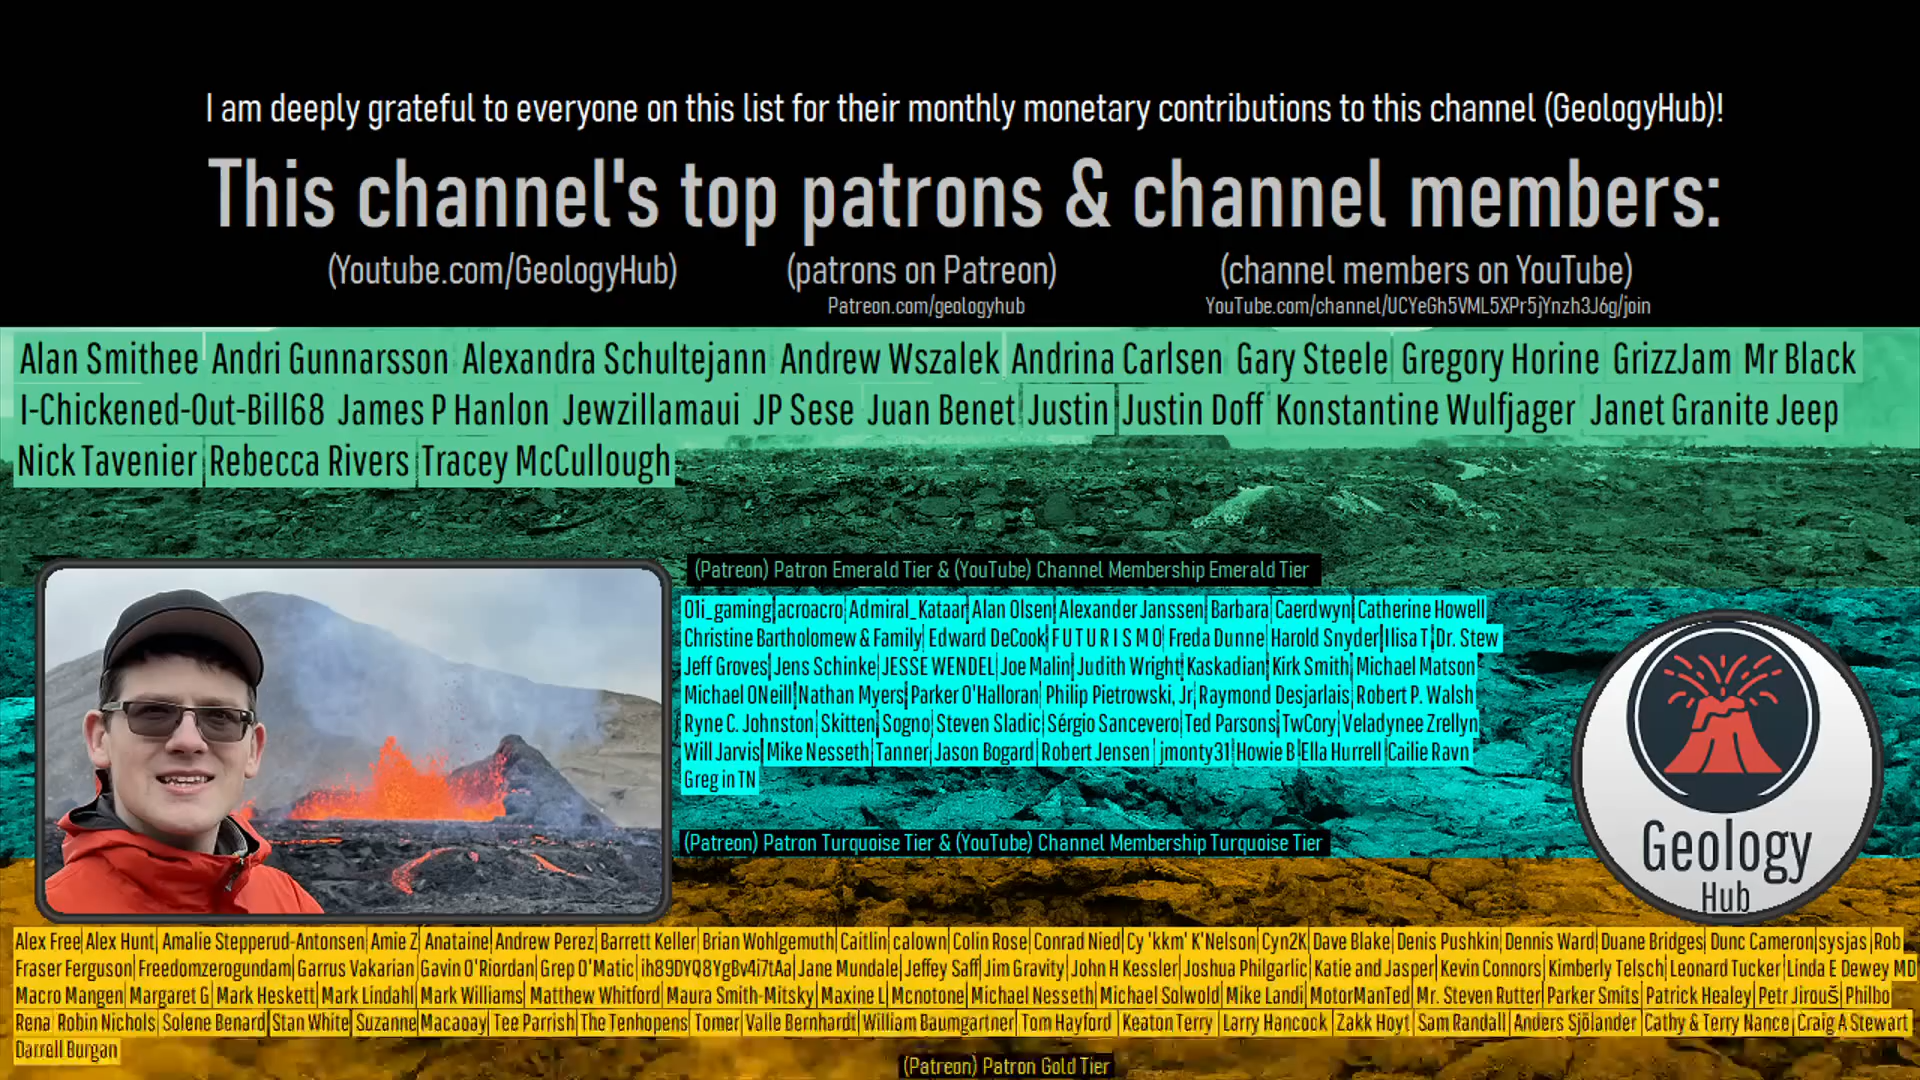 I am deeply grateful to everyone on this list for their monthly monetary contributions to this channel (GeologyHub)!
This channel's top patrons & channel members:
(Youtube.com/GeologyHub) (patrons on Patreon) (channel members on YouTube)
Patreon.com/geologyhub YouTube.com/channel/UCYeGh5VML5XPr5jYnzh3J6g/join
Alan Smithee Andri Gunnarsson Alexandra Schultejann Andrew Wszalek Andrina Carlsen Gary Steele Gregory Horine GrizzJam Mr Black
I-Chickened-Out-Bill68 James P Hanlon Jewzillamaui JP Sese Juan Benet Justin Justin Doff Konstantine Wulfjager Janet Granite Jeep
Nick Tavenier Rebecca Rivers Tracey McCullough
(Patreon) Patron Emerald Tier & (YouTube) Channel Membership Emerald Tier
01i_gaming acroacro Admiral_Kataar Alan Olsen Alexander Janssen Barbara Caerdwyn Catherine Howell
Christine Bartholomew & Family Edward DeCook F U T U R I S M O Freda Dunne Harold Snyder Ilisa T Dr. Stew
Jeff Groves Jens Schinke JESSE WENDEL Joe Malin Judith Wright Kaskadian Kirk Smith Michael Matson
Michael ONeill Nathan Myers Parker O'Halloran Philip Pietrowski, Jr Raymond Desjarlais Robert P. Walsh
Ryne C. Johnston Skitten Sogno Steven Sladic Sérgio Sancevero Ted Parsons TwCory Veladynee Zrellyn
Will Jarvis Mike Nesseth Tanner Jason Bogard Robert Jensen jmonty31 Howie B Ella Hurrell Cailie Ravn
Greg in TN
(Patreon) Patron Turquoise Tier & (YouTube) Channel Membership Turquoise Tier
Geology
Hub
Alex Free Alex Hunt Amalie Stepperud-Antonsen Amie Z Anataine Andrew Perez Barrett Keller Brian Wohlgemuth Caitlin calown Colin Rose Conrad Nied Cy 'kkm' K'Nelson Cyn2K Dave Blake Denis Pushkin Dennis Ward Duane Bridges Dunc Cameron sysjas Rob
Fraser Ferguson Freedomzerogundam Garrus Vakarian Gavin O'Riordan Grep O'Matic ih89DYQ8YgBv4i7tAa Jane Mundale Jeffey Saff Jim Gravity John H Kessler Joshua Philgarlic Katie and Jasper Kevin Connors Kimberly Telsch Leonard Tucker Linda E Dewey MD
Macro Mangen Margaret G Mark Heskett Mark Lindahl Mark Williams Matthew Whitford Maura Smith-Mitsky Maxine L Mcnotone Michael Nesseth Michael Solwold Mike Landi MotorManTed Mr. Steven Rutter Parker Smits Patrick Healey Petr Jirouš Philbo
Rena Robin Nichols Solene Benard Stan White Suzanne Macaoay Tee Parrish The Tenhopens Tomer Valle Bernhardt William Baumgartner Tom Hayford Keaton Terry Larry Hancock Zakk Hoyt Sam Randall Anders Sjölander Cathy & Terry Nance Craig A Stewart
Darrell Burgan
(Patreon) Patron Gold Tier